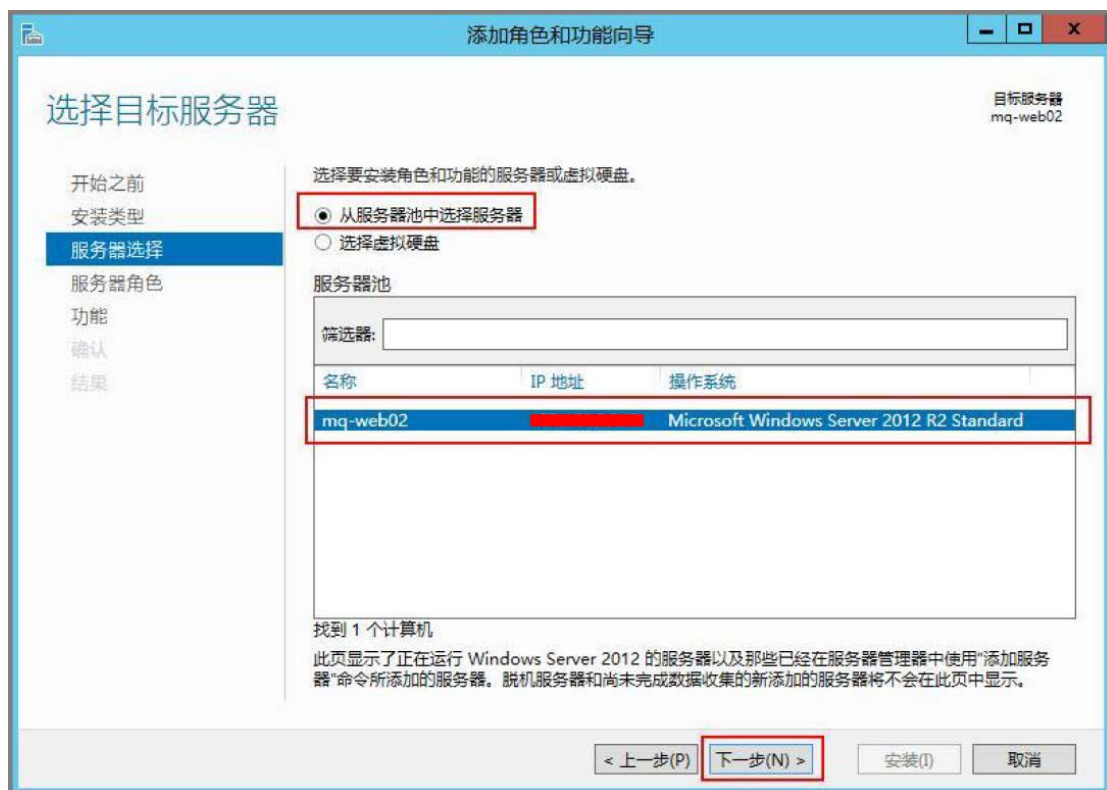 添加角色和功能向导
选择目标服务器
目标服务器
mq-web02
开始之前
安装类型
服务器选择
服务器角色
功能
确认
结果
选择要安装角色和功能的服务器或虚拟硬盘。
从服务器池中选择服务器
选择虚拟硬盘
服务器池
筛选器:
名称 IP 地址 操作系统
mq-web02 Microsoft Windows Server 2012 R2 Standard
找到 1 个计算机
此页显示了正在运行 Windows Server 2012 的服务器以及那些已经在服务器管理器中使用"添加服务
器"命令所添加的服务器。脱机服务器和尚未完成数据收集的新添加的服务器将不会在此页中显示。
< 上一步(P) 下一步(N) > 安装(I) 取消